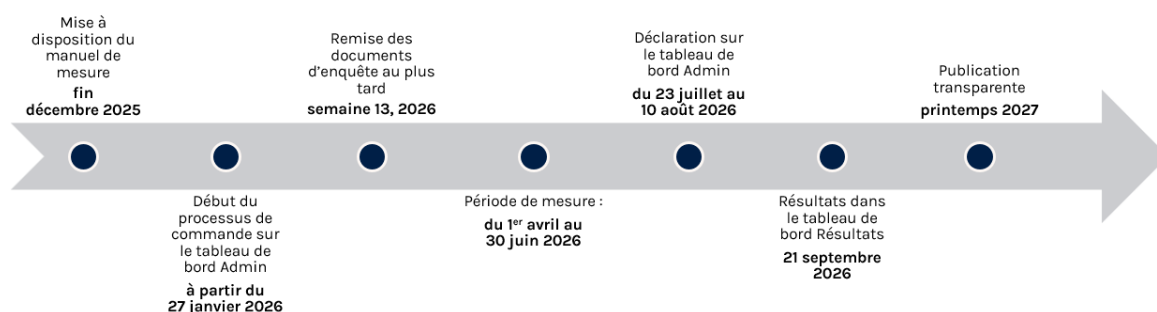 Mise à
disposition du
manuel de
mesure
fin
décembre 2025
Début du
processus de
commande sur
le tableau de
bord Admin
à partir du
27 janvier 2026
Remise des
documents
d'enquête au plus
tard
semaine 13, 2026
Période de mesure :
du 1er avril au
30 juin 2026
Déclaration sur
le tableau de
bord Admin
du 23 juillet au
10 août 2026
Résultats dans
le tableau de
bord Résultats
21 septembre
2026
Publication
transparente
printemps 2027